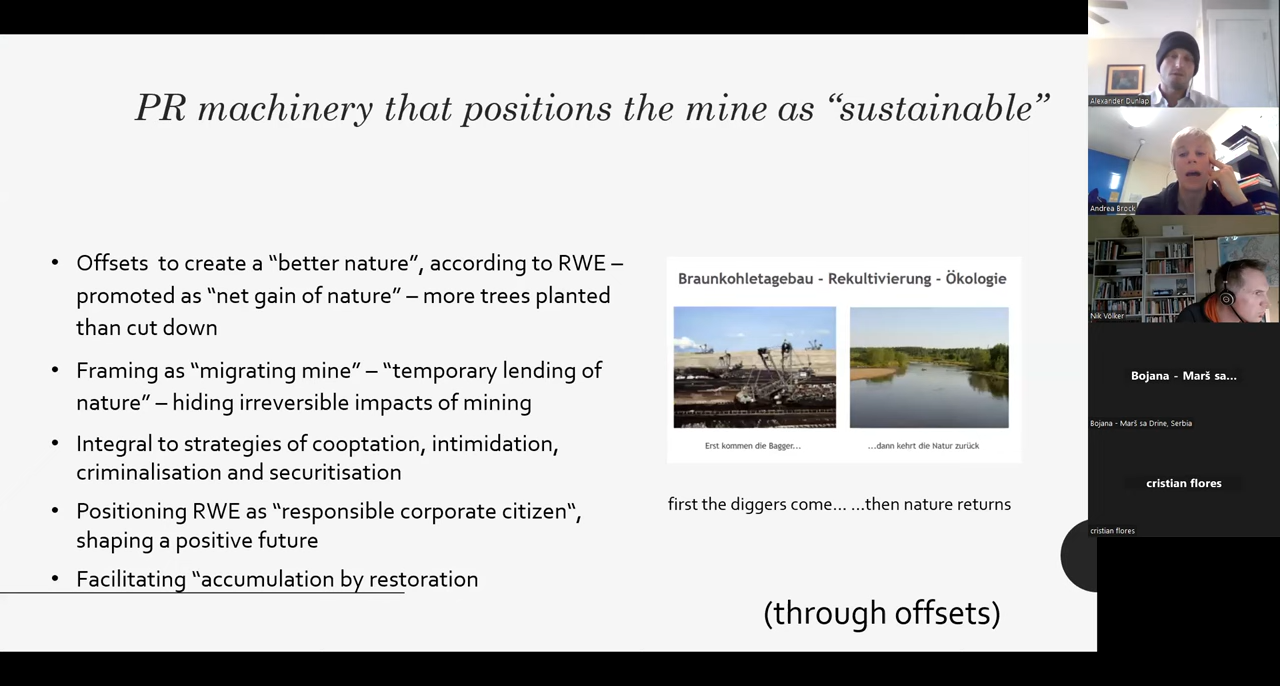 PR machinery that positions the mine as “sustainable”
• Offsets  to create a “better nature”, according to RWE –
promoted as “net gain of nature” – more trees planted
than cut down
• Framing as “migrating mine” – “temporary lending of
nature” – hiding irreversible impacts of mining
• Integral to strategies of cooptation, intimidation,
criminalisation and securitisation
• Positioning RWE as “responsible corporate citizen“,
shaping a positive future
• Facilitating “accumulation by restoration
Braunkohletagebau - Rekultivierung - Ökologie
Erst kommen die Bagger...
...dann kehrt die Natur zurück
first the diggers come... ...then nature returns
(through offsets)
Alexander Dunlap
Andrea Brock
Nik Völker
Bojana - Marš sa...
Bojana - Marš sa Drine, Serbia
cristian flores
cristian flores